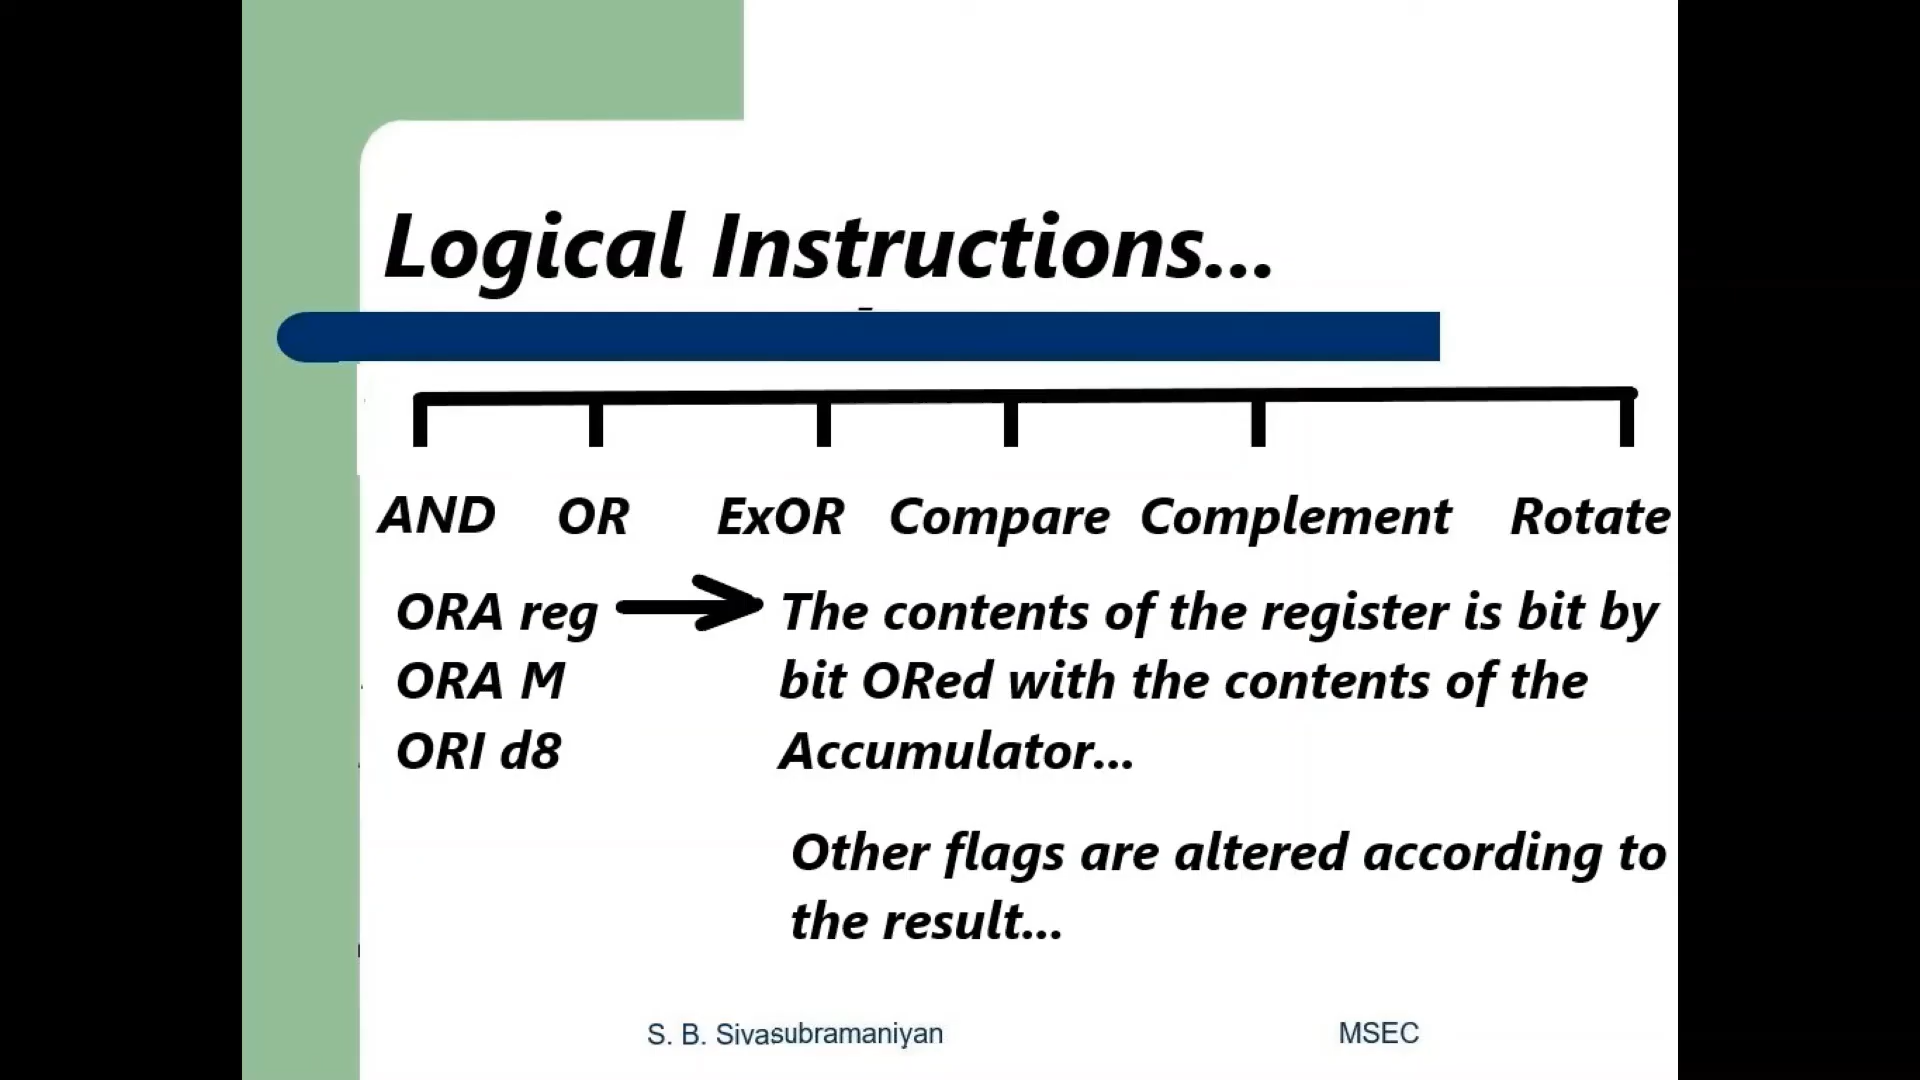 Logical Instructions...
AND OR ExOR Compare Complement Rotate
ORA reg The contents of the register is bit by
ORA M bit ORed with the contents of the
ORI d8 Accumulator...
Other flags are altered according to
the result...
S. B. Sivasubramaniyan MSEC